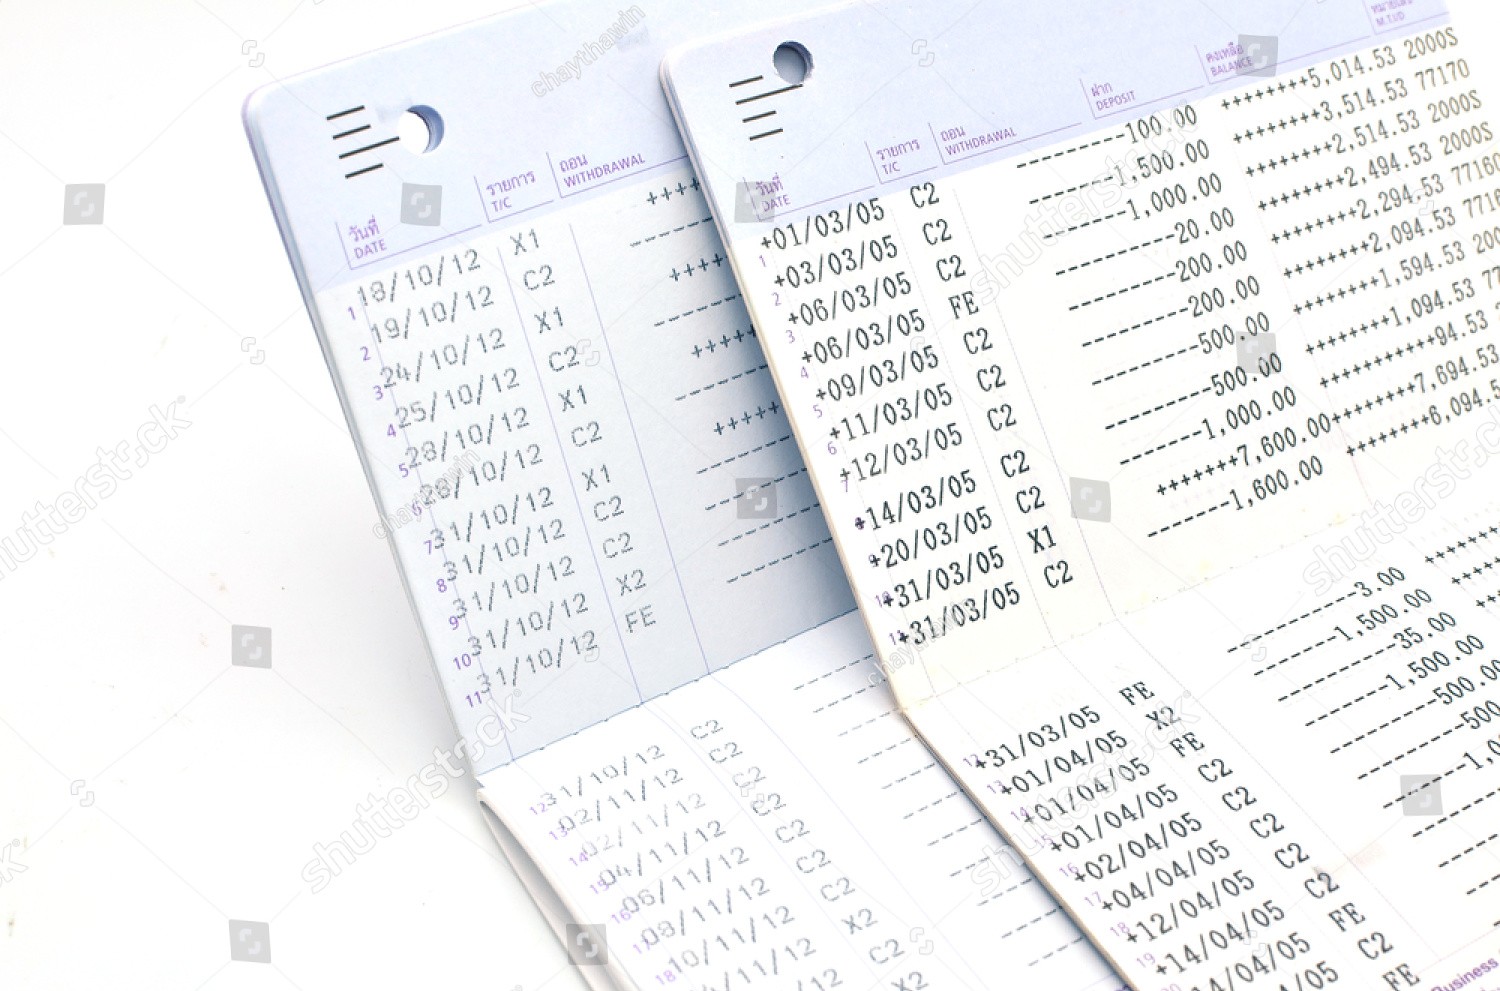 วันที่ รายการ ถอน
DATE T/C WITHDRAWAL
1 18/10/12 X1 ++++
2 19/10/12 C2 -------
3 24/10/12 X1 ++++
4 25/10/12 C2 -------
5 28/10/12 X1 +++++
6 28/10/12 C2 --------
7 31/10/12 X1 +++++
8 31/10/12 C2 ---------
9 31/10/12 C2 ---------
10 31/10/12 X2 --------
11 31/10/12 FE --------
12 31/10/12 C2
13 02/11/12 C2
14 02/11/12 C2
15 04/11/12 C2
16 06/11/12 C2
17 08/11/12 C2
18 10/11/12 C2
/11/12 X2
C2
X2
วันที่ รายการ ถอน ฝาก คงเหลือ หมายเลข
DATE T/C WITHDRAWAL DEPOSIT BALANCE
1 +01/03/05 C2 ---------100.00 +++++++5,014.53 2000S
2 +03/03/05 C2 -------1,500.00 +++++++3,514.53 77170
3 +06/03/05 C2 -------1,000.00 +++++++2,514.53 2000S
4 +06/03/05 FE ----------20.00 +++++++2,494.53 2000S
5 +09/03/05 C2 ---------200.00 +++++++2,294.53 77160
6 +11/03/05 C2 ---------200.00 +++++++2,094.53 7716
7 +12/03/05 C2 ---------500.00 +++++++1,594.53 200
+14/03/05 C2 ---------500.00 +++++++1,094.53 77
9 +20/03/05 C2 -------1,000.00 ++++++++++94.53
10 +31/03/05 X1 +++++++7,600.00 +++++++7,694.53
11 +31/03/05 C2 -------1,600.00 +++++++6,094.5
12 +31/03/05 FE -----------3.00
13 +01/04/05 X2 -------1,500.00
14 +01/04/05 FE ----------35.00
15 +01/04/05 C2 -------1,500.00
16 +02/04/05 C2 ---------500.0
17 +04/04/05 C2 ---------500
18 +12/04/05 C2 -------1,0
19 +14/04/05 C2
20 14/04/05 FE
/04/05 C2
FE
Business
shutterstock
chaythawin